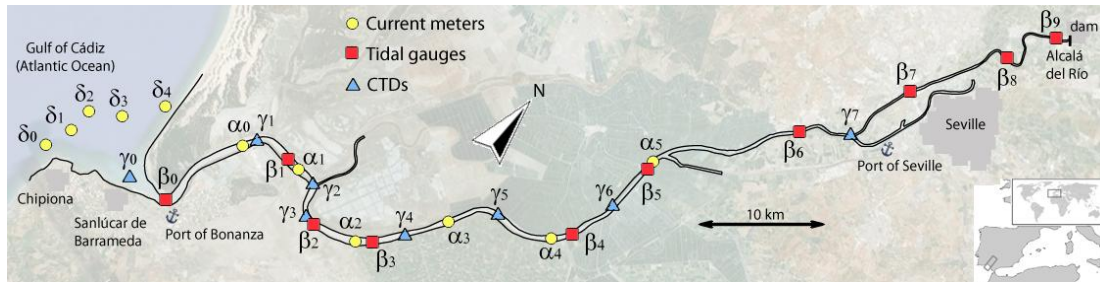 Current meters
Tidal gauges
CTDs
N
Gulf of Cádiz
(Atlantic Ocean)
δ0
δ1
δ2
δ3
δ4
γ0
β0
α0
γ1
β1
α1
γ2
γ3
β2
α2
β3
γ4
α3
γ5
α4
β4
γ6
β5
α5
β6
γ7
β7
β8
β9
dam
Alcalá
del Río
Seville
Port of Seville
Chipiona
Sanlúcar de
Barrameda
Port of Bonanza
10 km